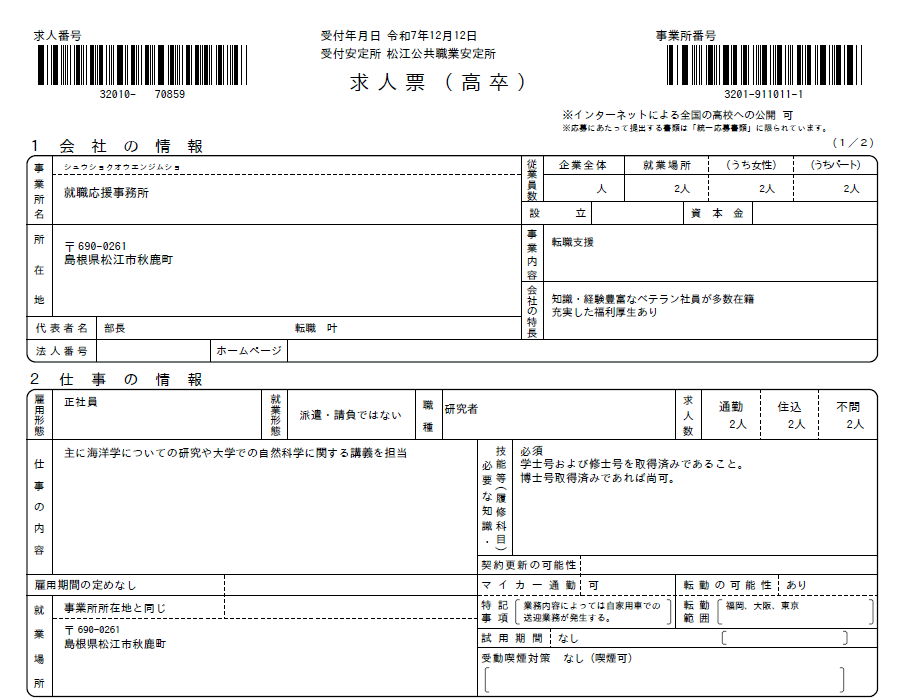 求人番号
受付年月日 令和7年12月12日
事業所番号
受付安定所 松江公共職業安定所
32010- 70859
求人票（高卒）
3201-911011-1
※インターネットによる全国の高校への公開 可
※応募にあたって提出する書類は「統一応募書類」に限られています。
1 会社の情報
（1／2）
事業所名
シュウショクオウエンジムショ
就職応援事務所
従業員数
企業全体 就業場所 （うち女性） （うちパート）
人 2人 2人 2人
設立 資本金
所在地
〒690-0261
島根県松江市秋鹿町
事業内容
転職支援
会社の特長
知識・経験豊富なベテラン社員が多数在籍
充実した福利厚生あり
代表者名 部長 転職 叶
法人番号 ホームページ
2 仕事の情報
雇用形態
正社員
就業形態
派遣・請負ではない
職種
研究者
求人数
通勤 住込 不問
2人 2人 2人
仕事の内容
主に海洋学についての研究や大学での自然科学に関する講義を担当
必要な知識・技能等（履修科目）
必須
学士号および修士号を取得済みであること。
博士号取得済みであれば尚可。
契約更新の可能性
雇用期間の定めなし
マイカー通勤 可
転勤の可能性 あり
就業場所
事業所所在地と同じ
〒690-0261
島根県松江市秋鹿町
特記事項
業務内容によっては自家用車での
送迎業務が発生する。
転勤範囲
福岡、大阪、東京
試用期間 なし
受動喫煙対策 なし（喫煙可）